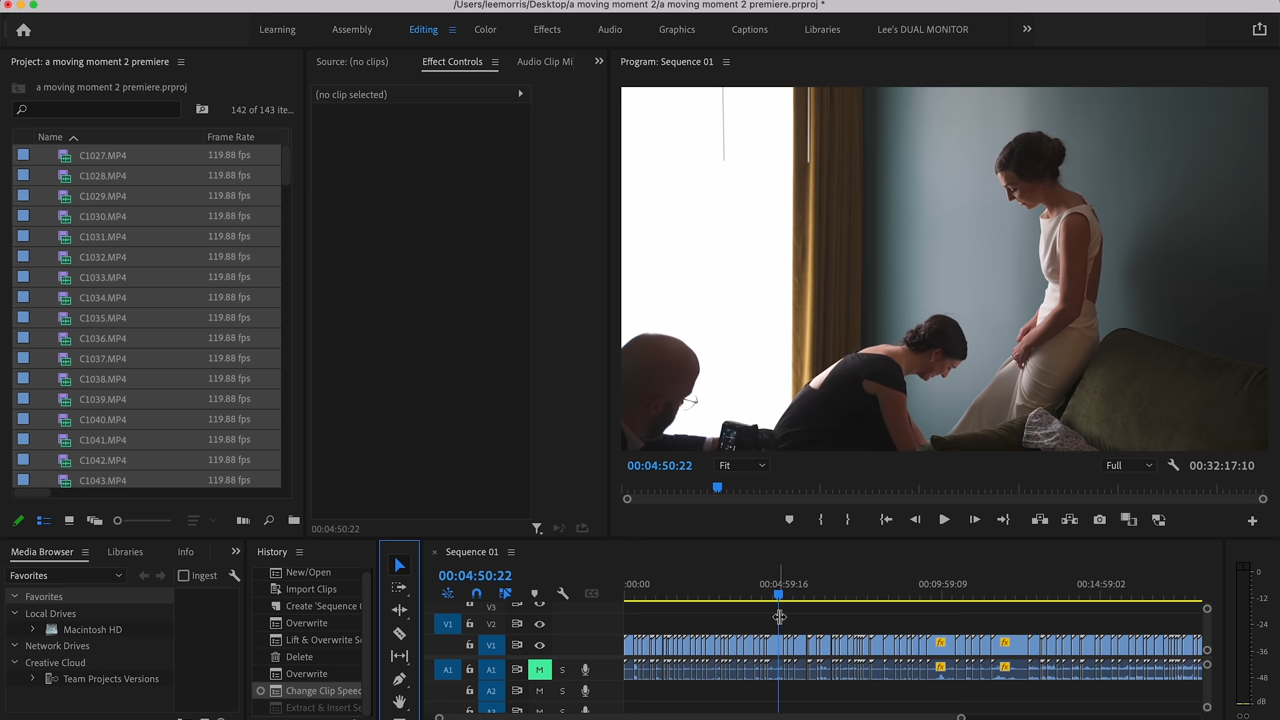 /Users/leemorris/Desktop/a moving moment 2/a moving moment 2 premiere.prproj *
Learning Assembly Editing Color Effects Audio Graphics Captions Libraries Lee's DUAL MONITOR
Project: a moving moment 2 premiere
a moving moment 2 premiere.prproj
142 of 143 ite...
Name Frame Rate
C1027.MP4 119.88 fps
C1028.MP4 119.88 fps
C1029.MP4 119.88 fps
C1030.MP4 119.88 fps
C1031.MP4 119.88 fps
C1032.MP4 119.88 fps
C1033.MP4 119.88 fps
C1034.MP4 119.88 fps
C1035.MP4 119.88 fps
C1036.MP4 119.88 fps
C1037.MP4 119.88 fps
C1038.MP4 119.88 fps
C1039.MP4 119.88 fps
C1040.MP4 119.88 fps
C1041.MP4 119.88 fps
C1042.MP4 119.88 fps
C1043.MP4 119.88 fps
Source: (no clips) Effect Controls Audio Clip Mi
(no clip selected)
00:04:50:22
Program: Sequence 01
00:04:50:22 Fit Full 00:32:17:10
Media Browser Libraries Info
Favorites Ingest
Favorites
Local Drives
Macintosh HD
Network Drives
Creative Cloud
Team Projects Versions
History
New/Open
Import Clips
Create 'Sequence 0
Overwrite
Lift & Overwrite Se
Delete
Overwrite
Change Clip Speed
Extract & Insert Se
Sequence 01
00:04:50:22
:00:00 00:04:59:16 00:09:59:09 00:14:59:02
V3
V1 V2
V1 fx fx
A1 A1 M S fx fx
A2 M S
A3 M S
0
-12
-24
-36
-48
dB